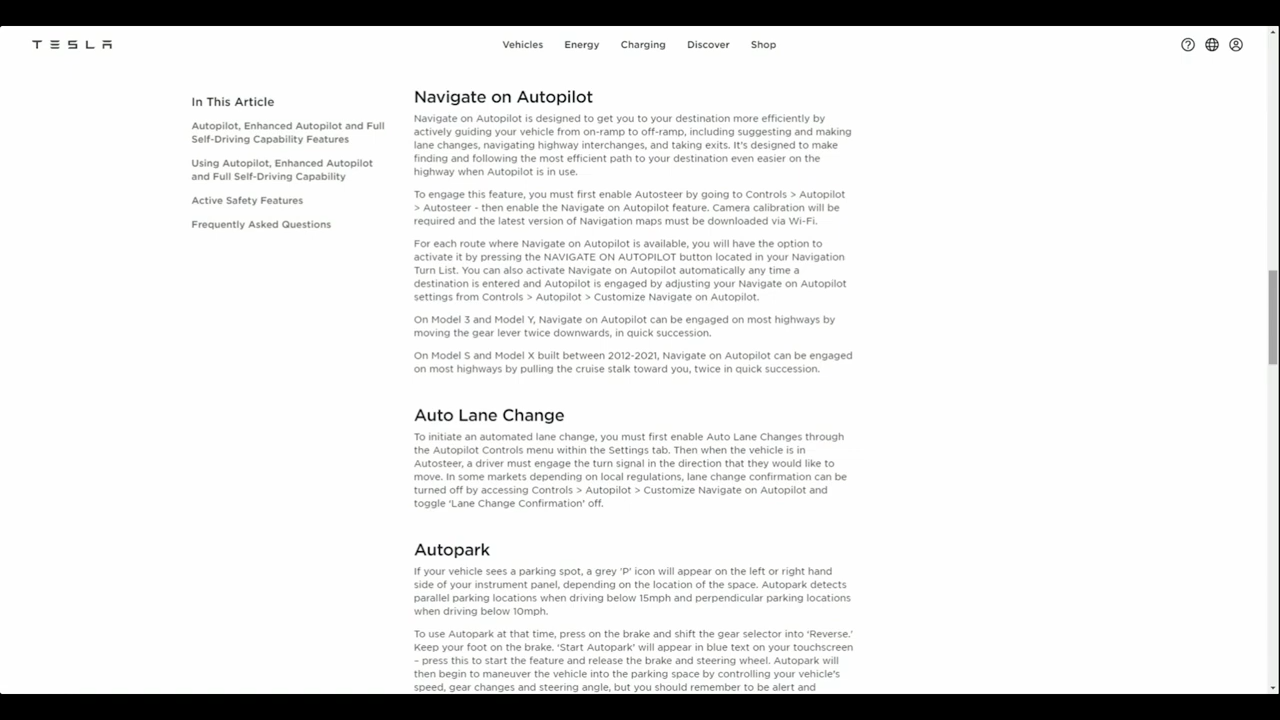 TESLA
Vehicles
Energy
Charging
Discover
Shop
In This Article
Autopilot, Enhanced Autopilot and Full
Self-Driving Capability Features
Using Autopilot, Enhanced Autopilot
and Full Self-Driving Capability
Active Safety Features
Frequently Asked Questions
Navigate on Autopilot
Navigate on Autopilot is designed to get you to your destination more efficiently by
actively guiding your vehicle from on-ramp to off-ramp, including suggesting and making
lane changes, navigating highway interchanges, and taking exits. It's designed to make
finding and following the most efficient path to your destination even easier on the
highway when Autopilot is in use.
To engage this feature, you must first enable Autosteer by going to Controls > Autopilot
> Autosteer - then enable the Navigate on Autopilot feature. Camera calibration will be
required and the latest version of Navigation maps must be downloaded via Wi-Fi.
For each route where Navigate on Autopilot is available, you will have the option to
activate it by pressing the NAVIGATE ON AUTOPILOT button located in your Navigation
Turn List. You can also activate Navigate on Autopilot automatically any time a
destination is entered and Autopilot is engaged by adjusting your Navigate on Autopilot
settings from Controls > Autopilot > Customize Navigate on Autopilot.
On Model 3 and Model Y, Navigate on Autopilot can be engaged on most highways by
moving the gear lever twice downwards, in quick succession.
On Model S and Model X built between 2012-2021, Navigate on Autopilot can be engaged
on most highways by pulling the cruise stalk toward you, twice in quick succession.
Auto Lane Change
To initiate an automated lane change, you must first enable Auto Lane Changes through
the Autopilot Controls menu within the Settings tab. Then when the vehicle is in
Autosteer, a driver must engage the turn signal in the direction that they would like to
move. In some markets depending on local regulations, lane change confirmation can be
turned off by accessing Controls > Autopilot > Customize Navigate on Autopilot and
toggle ‘Lane Change Confirmation’ off.
Autopark
If your vehicle sees a parking spot, a grey ‘P’ icon will appear on the left or right hand
side of your instrument panel, depending on the location of the space. Autopark detects
parallel parking locations when driving below 15mph and perpendicular parking locations
when driving below 10mph.
To use Autopark at that time, press on the brake and shift the gear selector into ‘Reverse.’
Keep your foot on the brake. ‘Start Autopark’ will appear in blue text on your touchscreen
– press this to start the feature and release the brake and steering wheel. Autopark will
then begin to maneuver the vehicle into the parking space by controlling your vehicle's
speed, gear changes and steering angle, but you should remember to be alert and